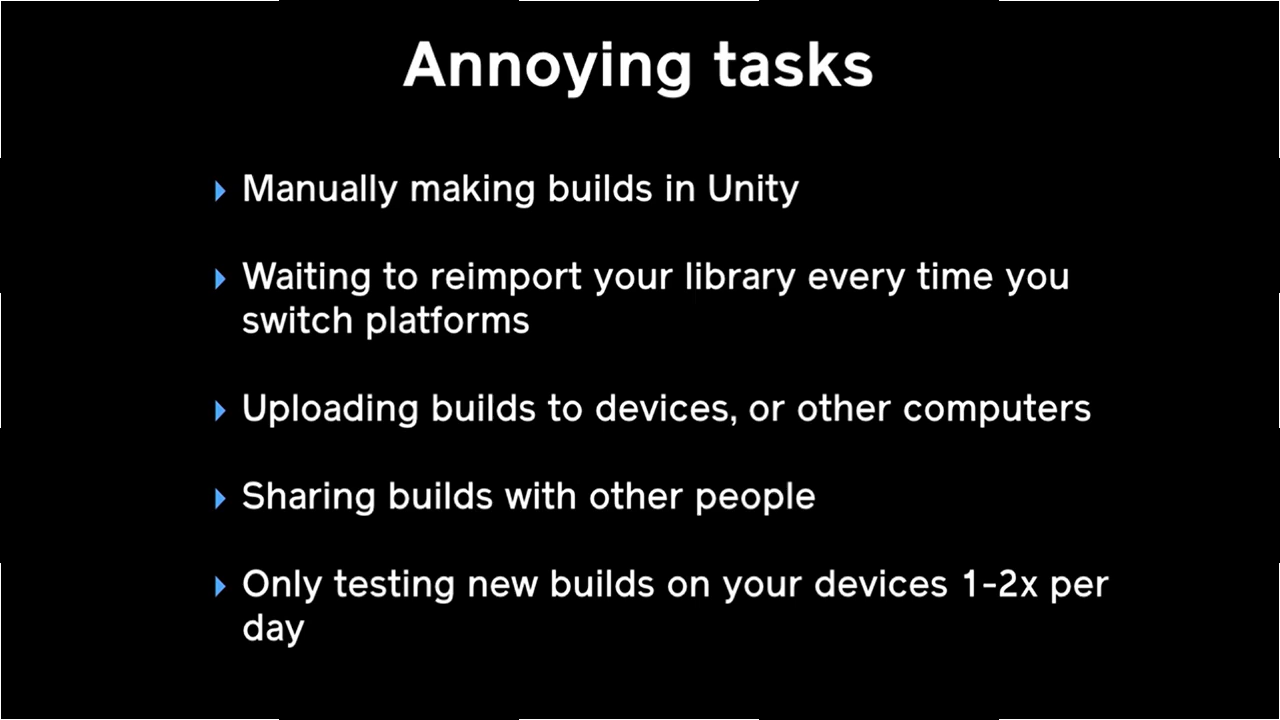 Annoying tasks
Manually making builds in Unity
Waiting to reimport your library every time you
switch platforms
Uploading builds to devices, or other computers
Sharing builds with other people
Only testing new builds on your devices 1-2x per
day